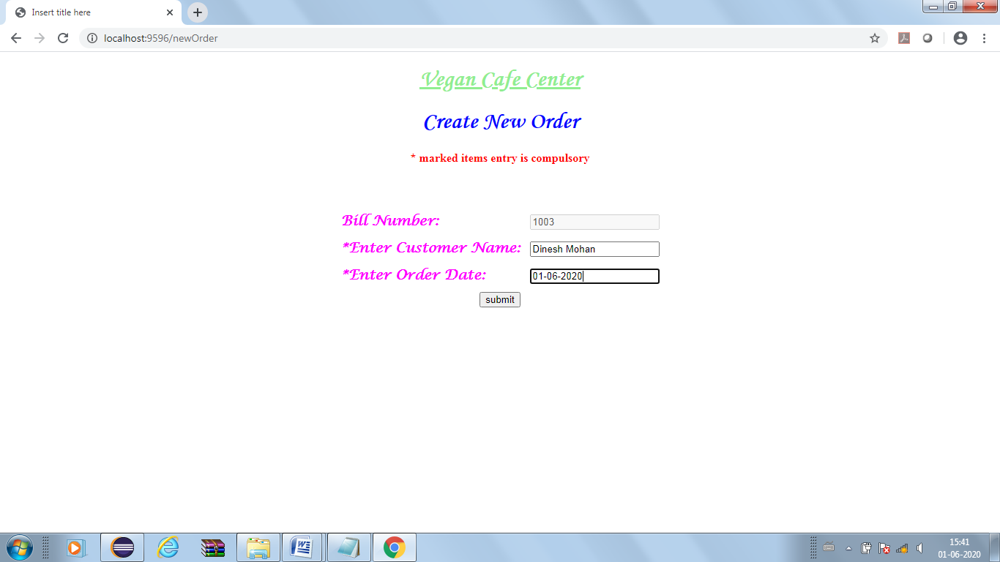 Insert title here
localhost:9596/newOrder
Vegan Cafe Center
Create New Order
* marked items entry is compulsory
Bill Number: 1003
*Enter Customer Name: Dinesh Mohan
*Enter Order Date: 01-06-2020
submit
15:41
01-06-2020